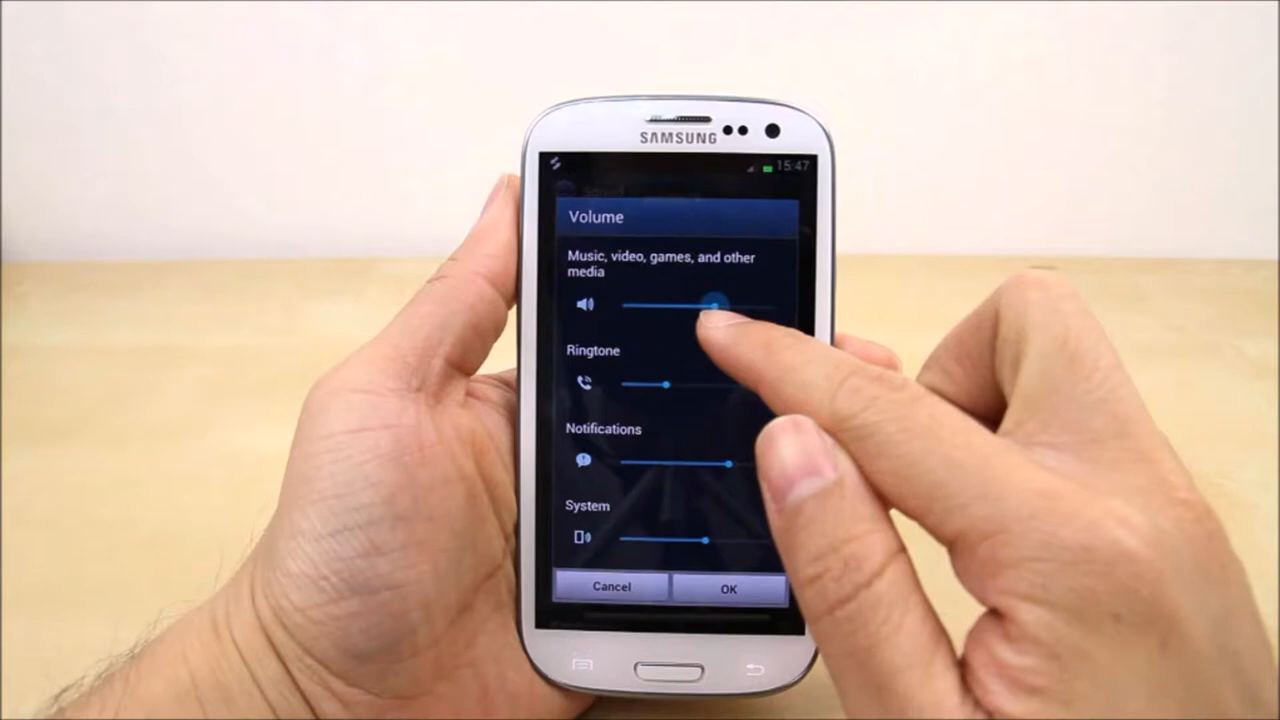 SAMSUNG
15:47
Volume
Music, video, games, and other
media
Ringtone
Notifications
System
Cancel
OK